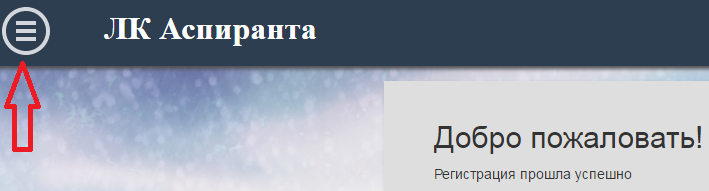 ЛК Аспиранта
Добро пожаловать!
Регистрация прошла успешно